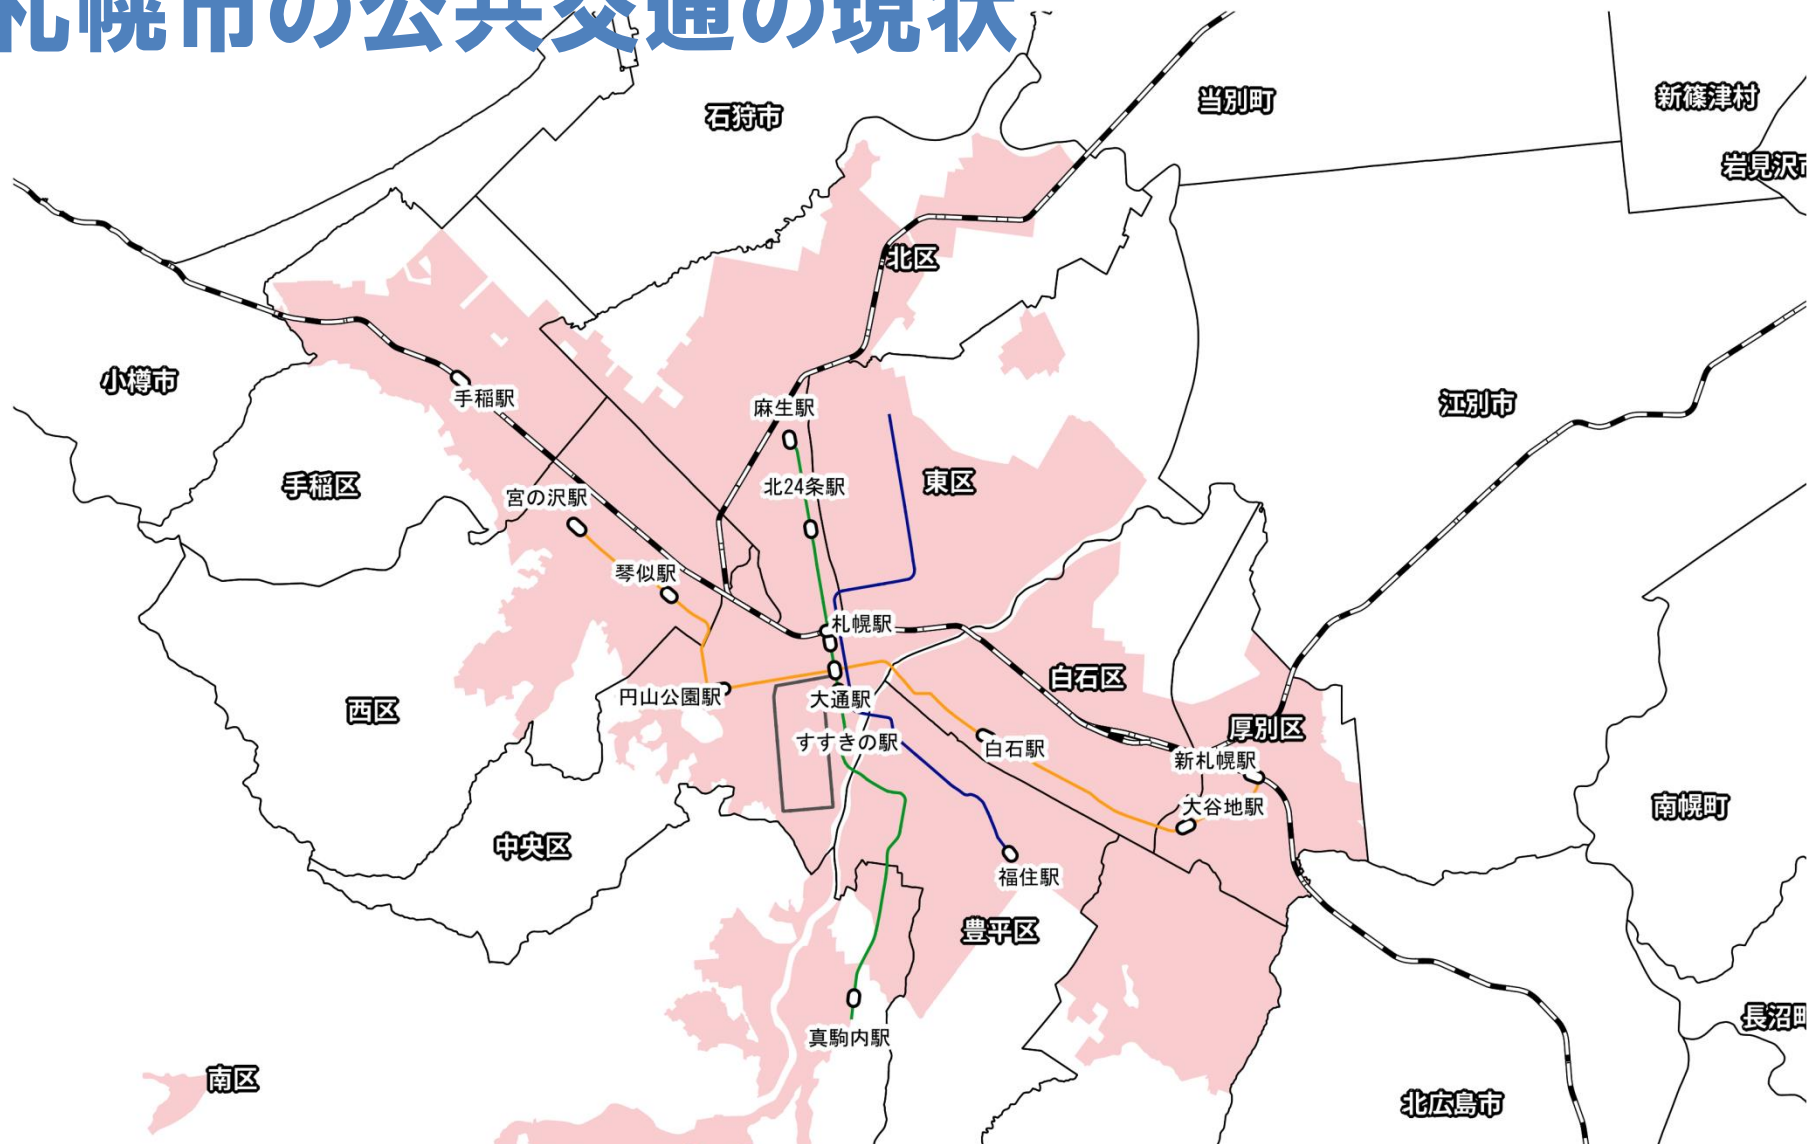 札幌市の公共交通の現状
新篠津村
当別町
石狩市
岩見沢市
北区
小樽市
手稲駅
江別市
麻生駅
手稲区
東区
北24条駅
宮の沢駅
琴似駅
札幌駅
白石区
円山公園駅
大通駅
西区
厚別区
すすきの駅
白石駅
新札幌駅
大谷地駅
南幌町
中央区
福住駅
豊平区
長沼町
真駒内駅
南区
北広島市